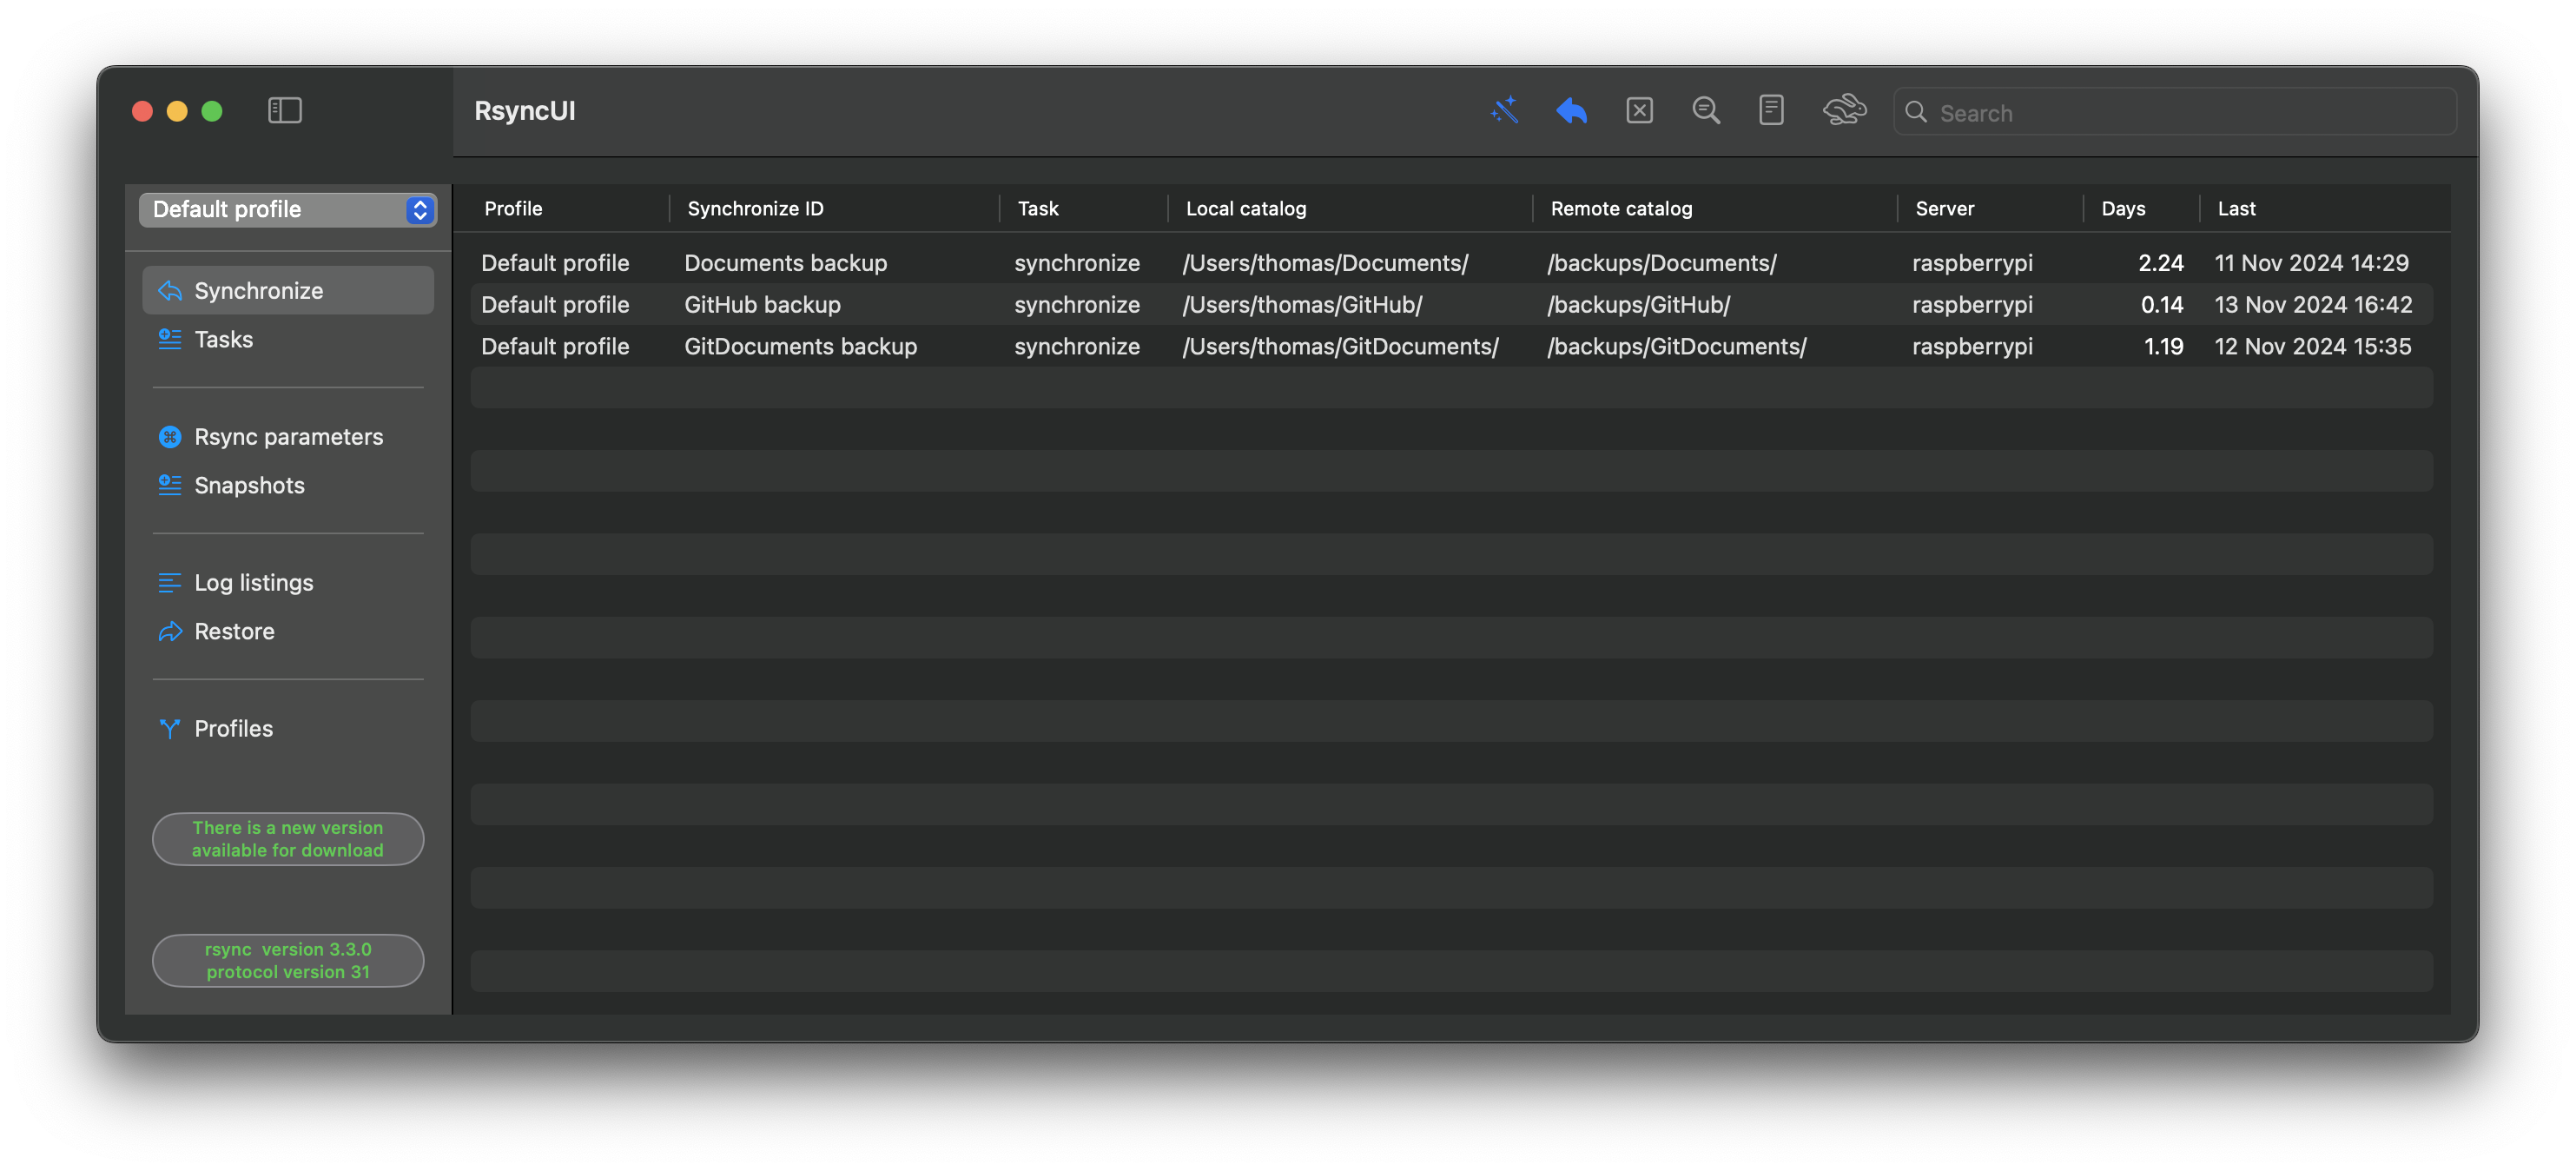 RsyncUI
Search
Default profile
Synchronize
Tasks
Rsync parameters
Snapshots
Log listings
Restore
Profiles
There is a new version
available for download
rsync  version 3.3.0
protocol version 31
Profile Synchronize ID Task Local catalog Remote catalog Server Days Last
Default profile Documents backup synchronize /Users/thomas/Documents/ /backups/Documents/ raspberrypi 2.24 11 Nov 2024 14:29
Default profile GitHub backup synchronize /Users/thomas/GitHub/ /backups/GitHub/ raspberrypi 0.14 13 Nov 2024 16:42
Default profile GitDocuments backup synchronize /Users/thomas/GitDocuments/ /backups/GitDocuments/ raspberrypi 1.19 12 Nov 2024 15:35